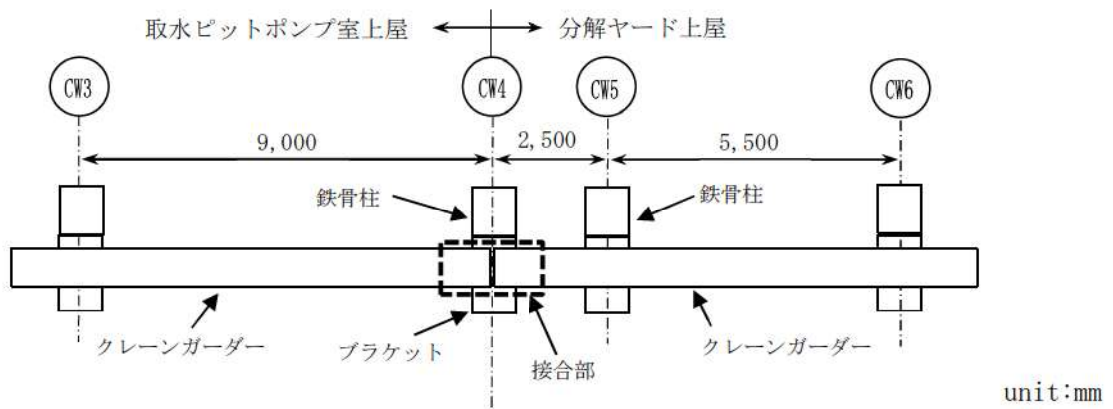 取水ピットポンプ室上屋
分解ヤード上屋
CW3
CW4
CW5
CW6
9,000
2,500
5,500
鉄骨柱
鉄骨柱
クレーンガーダー
ブラケット
接合部
クレーンガーダー
unit:mm